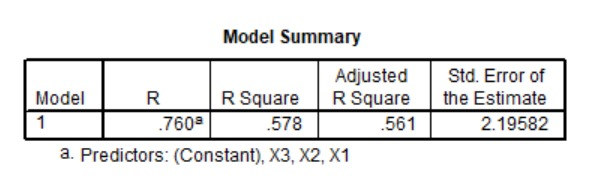 Model Summary
Model R R Square Adjusted R Square Std. Error of the Estimate
1 .760a .578 .561 2.19582
a. Predictors: (Constant), X3, X2, X1